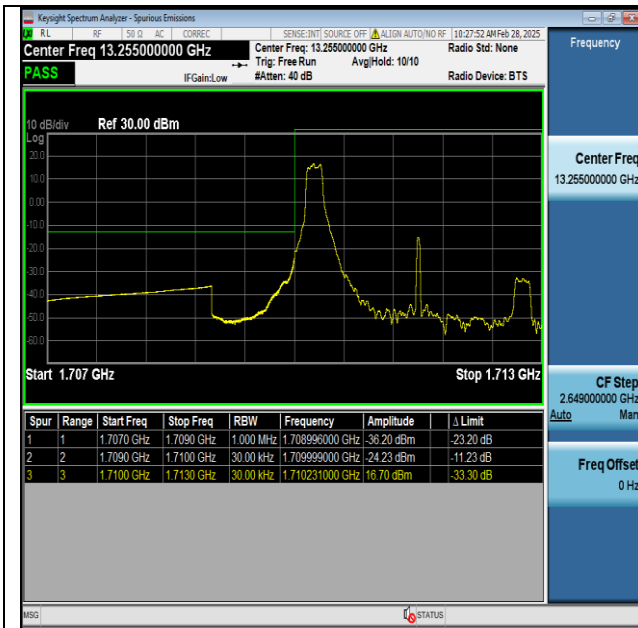 Keysight Spectrum Analyzer - Spurious Emissions
RL RF 50 Ω AC CORREC SENSE:INT SOURCE OFF ALIGN AUTO/NO RF 10:27:52 AM Feb 28, 2025
Center Freq 13.255000000 GHz
Center Freq: 13.255000000 GHz
Radio Std: None
Trig: Free Run Avg|Hold: 10/10
PASS
IFGain:Low
#Atten: 40 dB
Radio Device: BTS
10 dB/div Ref 30.00 dBm
Log
20.0
10.0
0.00
-10.0
-20.0
-30.0
-40.0
-50.0
-60.0
Start 1.707 GHz
Stop 1.713 GHz
Spur Range Start Freq Stop Freq RBW Frequency Amplitude Δ Limit
1 1 1.7070 GHz 1.7090 GHz 1.000 MHz 1.708996000 GHz -36.20 dBm -23.20 dB
2 2 1.7090 GHz 1.7100 GHz 30.00 kHz 1.709999000 GHz -24.23 dBm -11.23 dB
3 3 1.7100 GHz 1.7130 GHz 30.00 kHz 1.710231000 GHz 16.70 dBm -33.30 dB
MSG
STATUS
Frequency
Center Freq
13.255000000 GHz
CF Step
2.649000000 GHz
Auto Man
Freq Offset
0 Hz